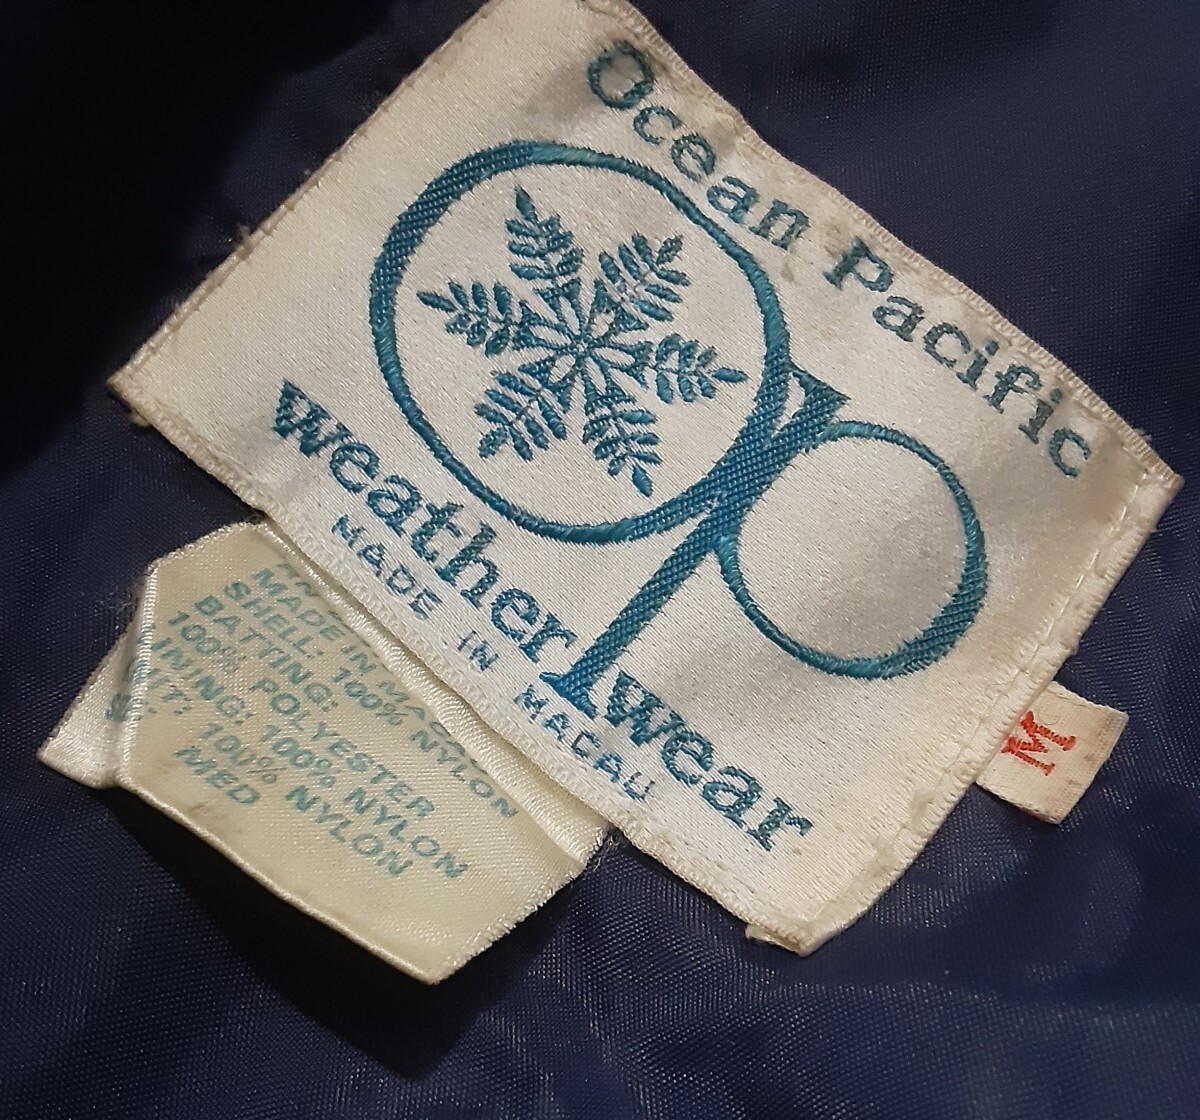 Ocean Pacific
op
weather wear
MADE IN MACAU
M
MADE IN MACAU
SHELL: 100% NYLON
BATTING:
100% POLYESTER
LINING: 100% NYLON
100% NYLON
MED